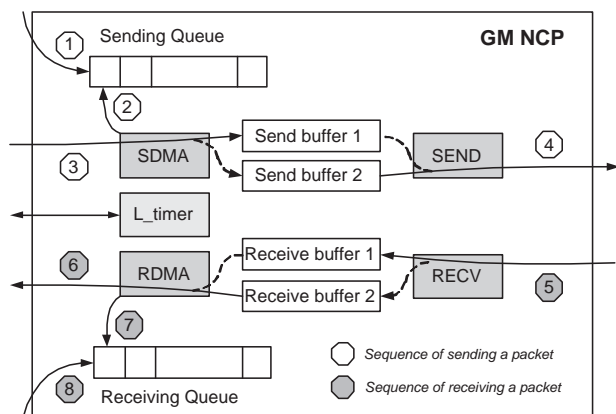 1
Sending Queue
GM NCP
2
Send buffer 1
4
3
SDMA
SEND
Send buffer 2
L_timer
6
Receive buffer 1
RDMA
RECV
5
Receive buffer 2
7
Sequence of sending a packet
8
Sequence of receiving a packet
Receiving Queue